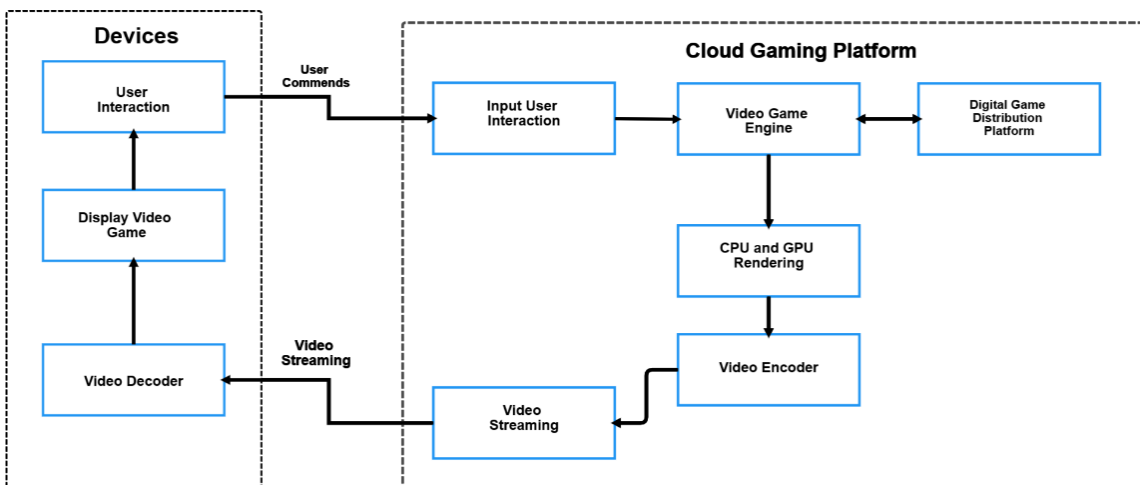 Devices
User
Interaction
Display Video
Game
Video Decoder
User
Commends
Video
Streaming
Cloud Gaming Platform
Input User
Interaction
Video Game
Engine
Digital Game
Distribution
Platform
CPU and GPU
Rendering
Video Encoder
Video
Streaming